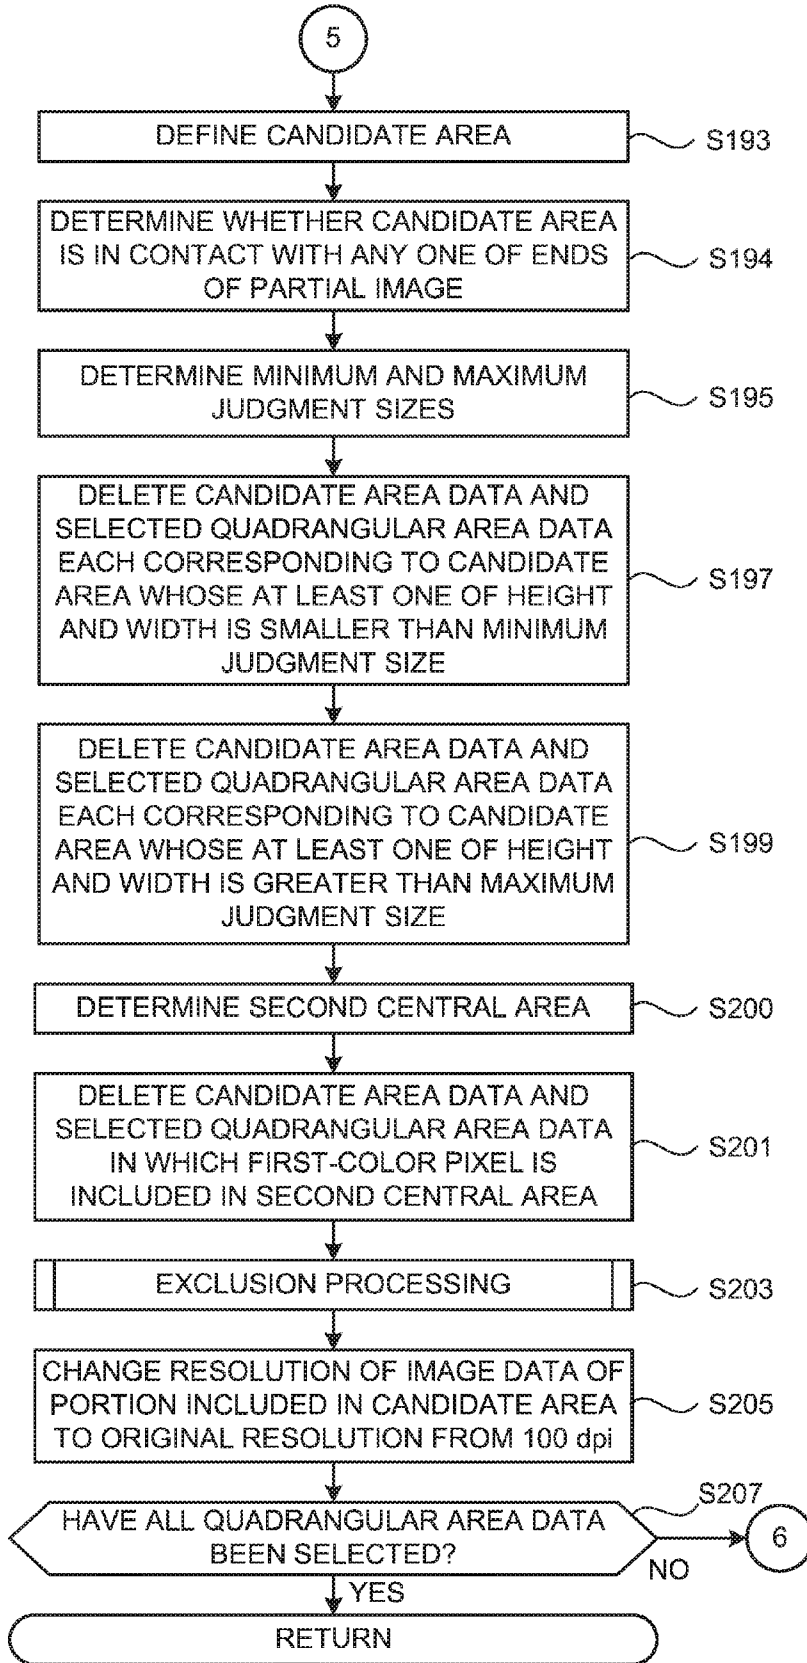 5
DEFINE CANDIDATE AREA
S193
DETERMINE WHETHER CANDIDATE AREA
IS IN CONTACT WITH ANY ONE OF ENDS
OF PARTIAL IMAGE
S194
DETERMINE MINIMUM AND MAXIMUM
JUDGMENT SIZES
S195
DELETE CANDIDATE AREA DATA AND
SELECTED QUADRANGULAR AREA DATA
EACH CORRESPONDING TO CANDIDATE
AREA WHOSE AT LEAST ONE OF HEIGHT
AND WIDTH IS SMALLER THAN MINIMUM
JUDGMENT SIZE
S197
DELETE CANDIDATE AREA DATA AND
SELECTED QUADRANGULAR AREA DATA
EACH CORRESPONDING TO CANDIDATE
AREA WHOSE AT LEAST ONE OF HEIGHT
AND WIDTH IS GREATER THAN MAXIMUM
JUDGMENT SIZE
S199
DETERMINE SECOND CENTRAL AREA
S200
DELETE CANDIDATE AREA DATA AND
SELECTED QUADRANGULAR AREA DATA
IN WHICH FIRST-COLOR PIXEL IS
INCLUDED IN SECOND CENTRAL AREA
S201
EXCLUSION PROCESSING
S203
CHANGE RESOLUTION OF IMAGE DATA OF
PORTION INCLUDED IN CANDIDATE AREA
TO ORIGINAL RESOLUTION FROM 100 dpi
S205
S207
HAVE ALL QUADRANGULAR AREA DATA
BEEN SELECTED?
6
NO
YES
RETURN